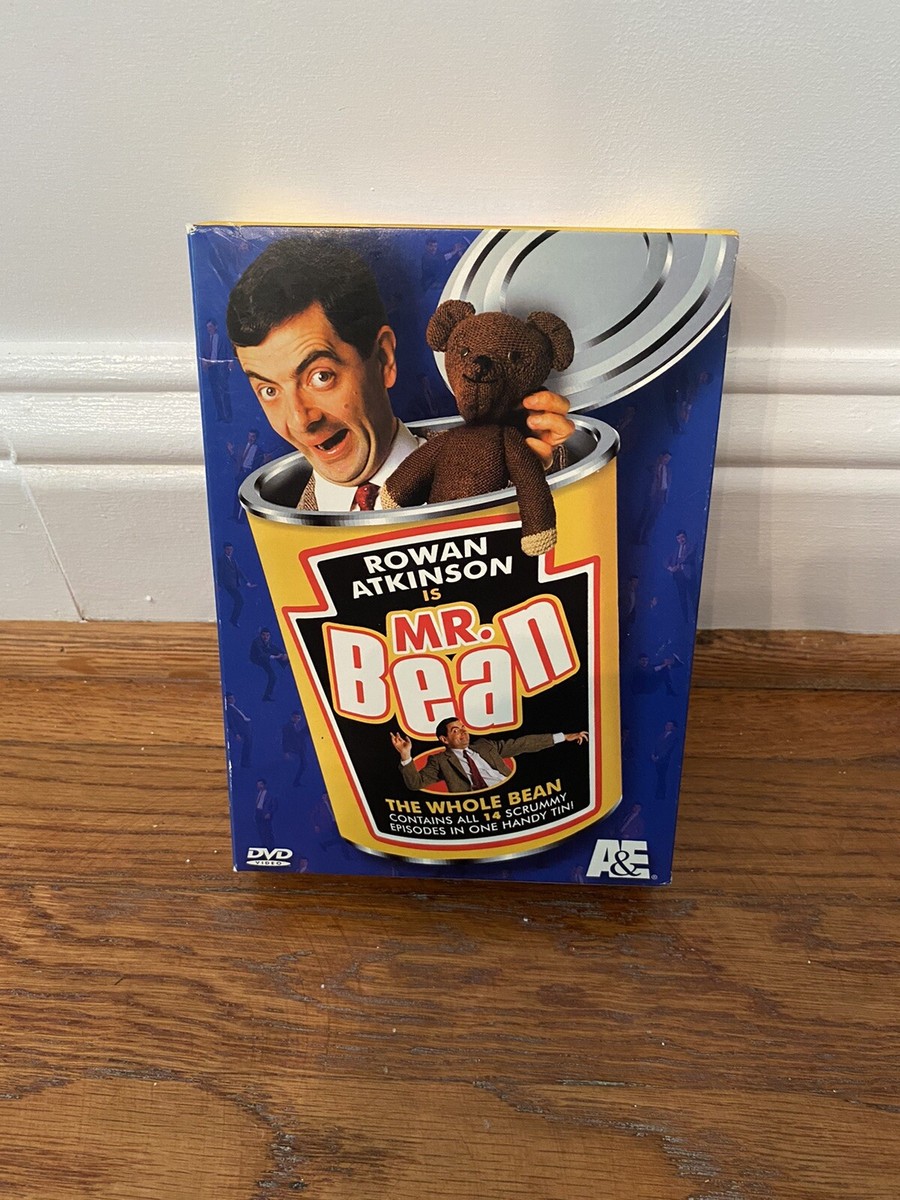 ROWAN
ATKINSON
IS
MR.
Bean
THE WHOLE BEAN
CONTAINS ALL 14 SCRUMMY
EPISODES IN ONE HANDY TIN!
DVD
VIDEO
A&E®